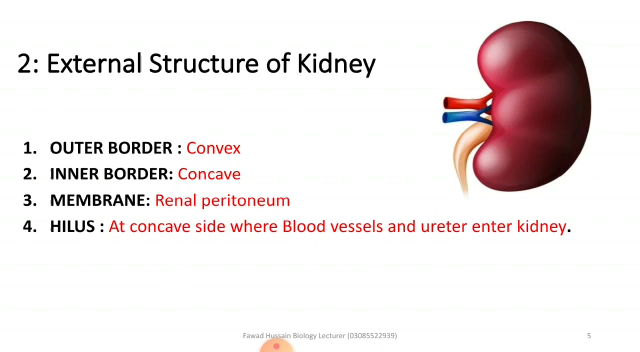 2: External Structure of Kidney
1. OUTER BORDER : Convex
2. INNER BORDER: Concave
3. MEMBRANE: Renal peritoneum
4. HILUS : At concave side where Blood vessels and ureter enter kidney.
Fawad Hussain Biology Lecturer (03085522939)
5